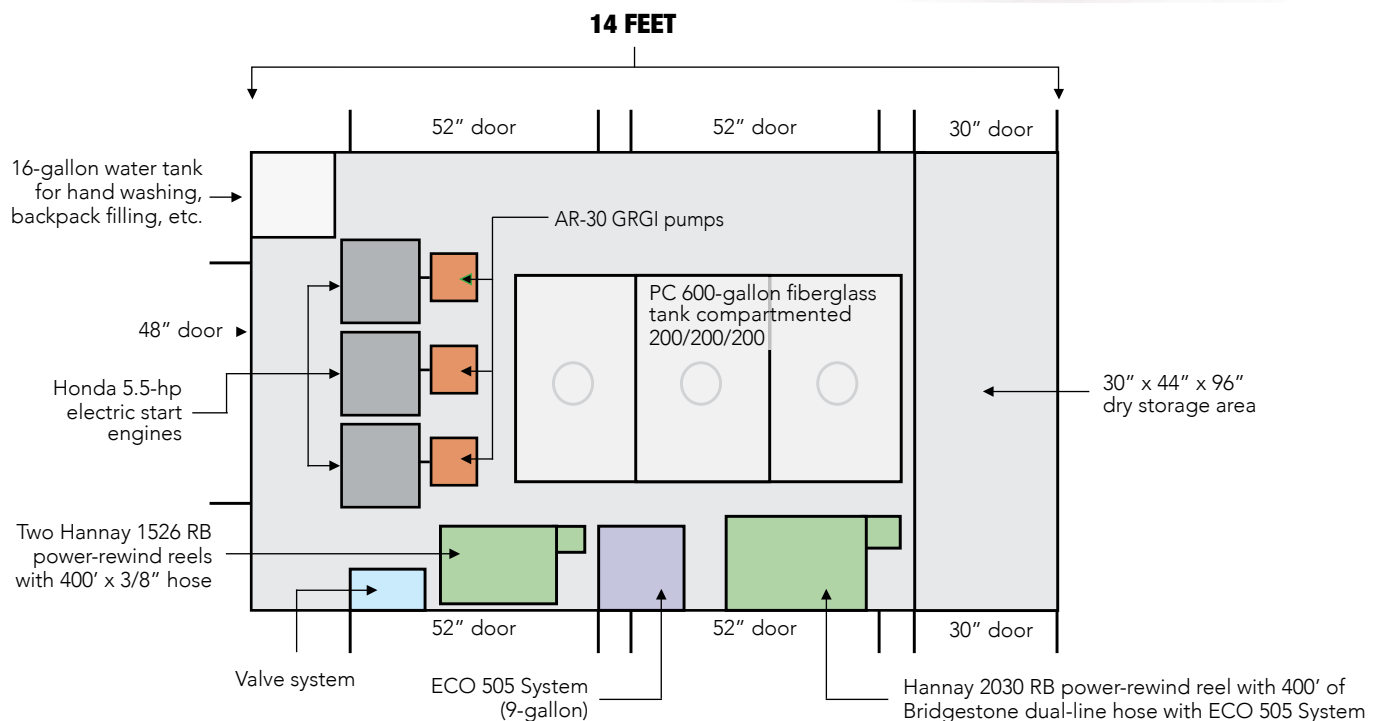 14 FEET
52” door
52” door
30” door
16-gallon water tank
for hand washing,
backpack filling, etc.
AR-30 GRGI pumps
PC 600-gallon fiberglass
tank compartmented
200/200/200
48” door
Honda 5.5-hp
electric start
engines
30” x 44” x 96”
dry storage area
Two Hannay 1526 RB
power-rewind reels
with 400’ x 3/8” hose
52” door
52” door
30” door
Valve system
ECO 505 System
(9-gallon)
Hannay 2030 RB power-rewind reel with 400’ of
Bridgestone dual-line hose with ECO 505 System